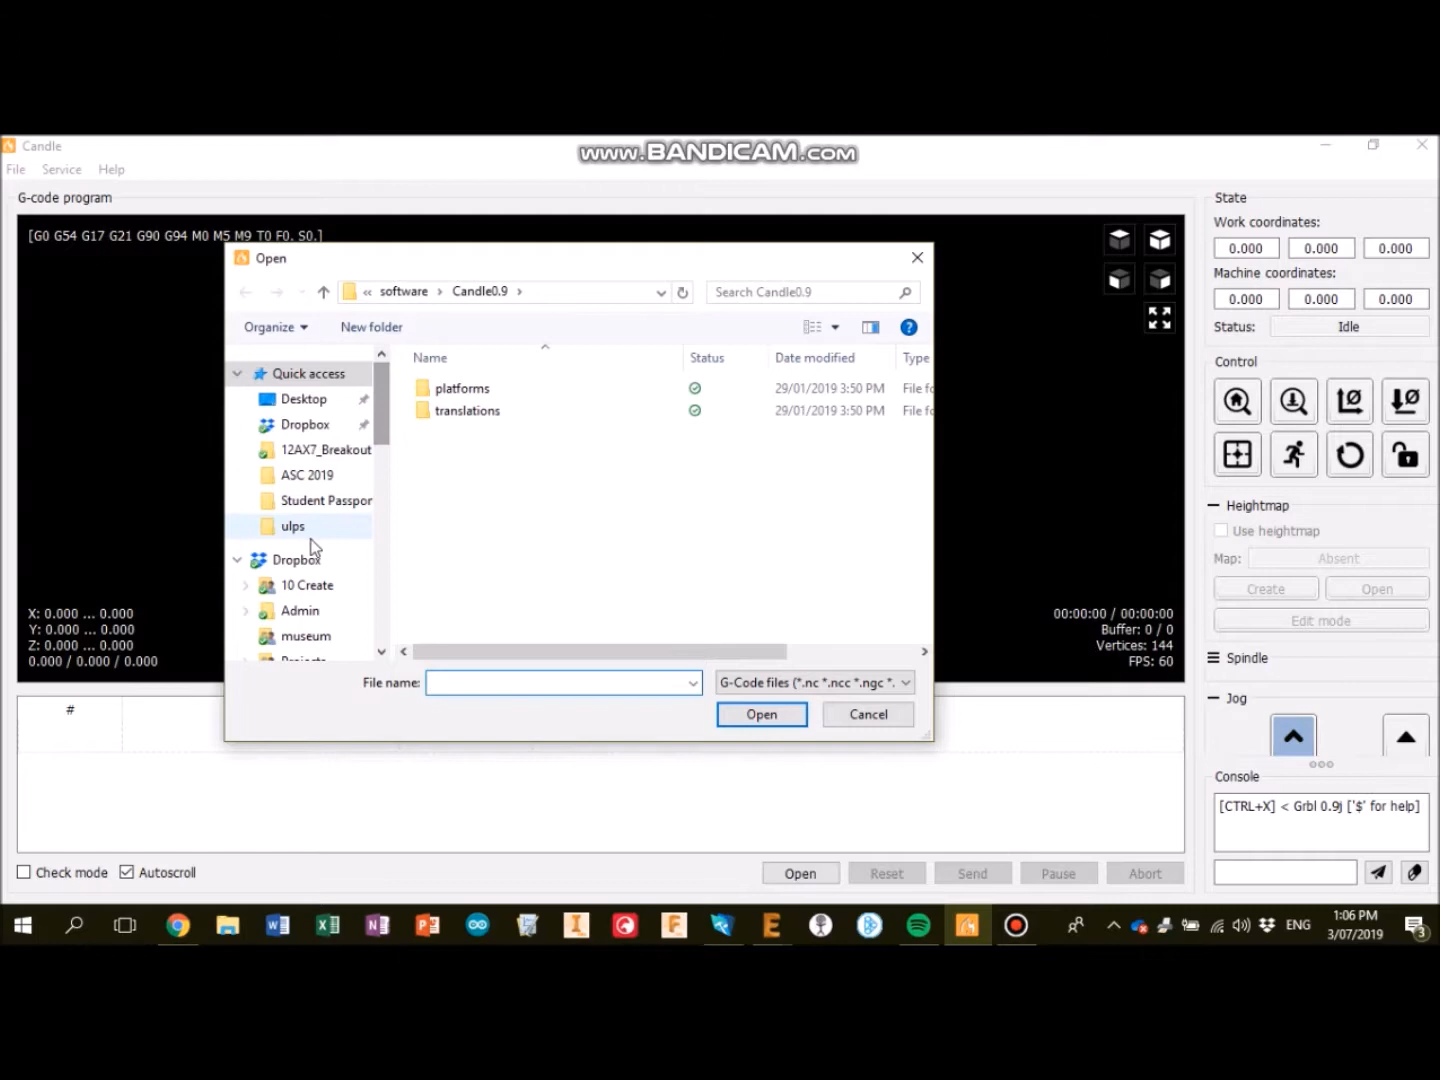 Candle
www.BANDICAM.com
File Service Help
G-code program
[G0 G54 G17 G21 G90 G94 M0 M5 M9 T0 F0. S0.]
Open
« software > Candle0.9 >
Search Candle0.9
Organize
New folder
Name Status Date modified Type
Quick access
Desktop
Dropbox
12AX7_Breakout
ASC 2019
Student Passpor
ulps
Dropbox
10 Create
Admin
museum
Projects
platforms 29/01/2019 3:50 PM File fo
translations 29/01/2019 3:50 PM File fo
File name:
G-Code files (*.nc *.ncc *.ngc *.
Open
Cancel
X: 0.000 ... 0.000
Y: 0.000 ... 0.000
Z: 0.000 ... 0.000
0.000 / 0.000 / 0.000
00:00:00 / 00:00:00
Buffer: 0 / 0
Vertices: 144
FPS: 60
#
Check mode
Autoscroll
Open Reset Send Pause Abort
State
Work coordinates:
0.000 0.000 0.000
Machine coordinates:
0.000 0.000 0.000
Status: Idle
Control
Heightmap
Use heightmap
Map: Absent
Create Open
Edit mode
Spindle
Jog
Console
[CTRL+X] < Grbl 0.9j ['$' for help]
ENG
1:06 PM
3/07/2019
3